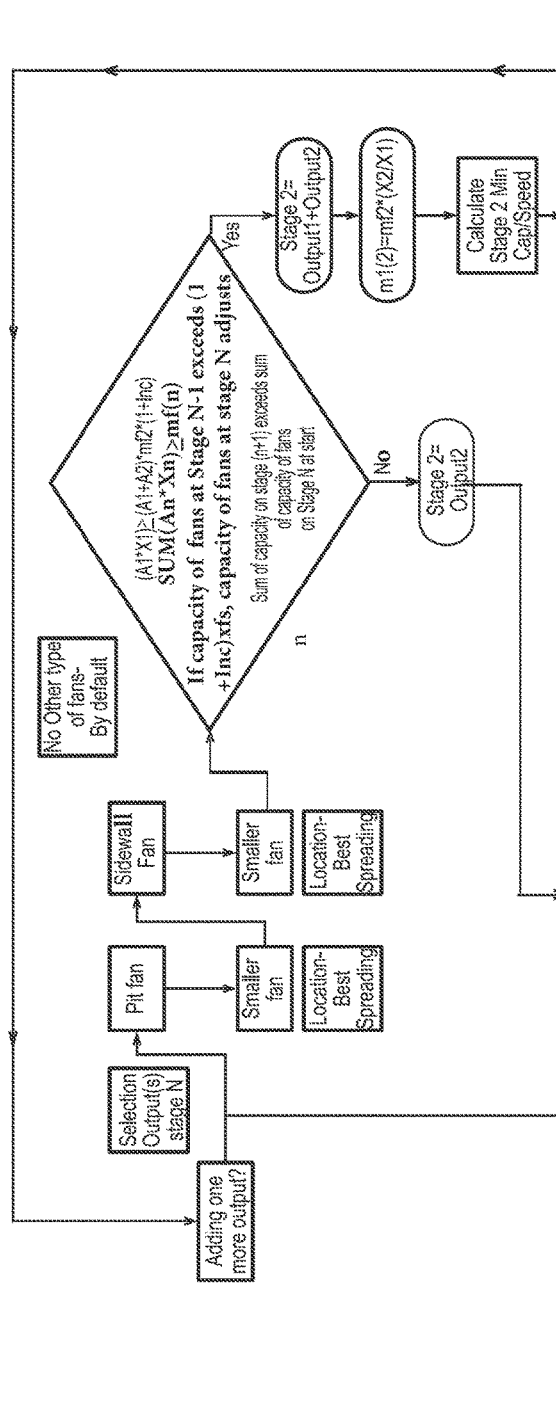 Adding one
more output?
Selection
Output(s)
stage N
Pit fan
Smaller
fan
Location-
Best
Spreading
Sidewall
Fan
Smaller
fan
Location-
Best
Spreading
No Other type
of fans-
By default
(A1*X1)≥(A1+A2)*mf2*(1+Inc)
SUM(An*Xn)≥mf(n)
If capacity of fans at Stage N-1 exceeds (1
+Inc)xfs, capacity of fans at stage N adjusts
Sum of capacity on stage (n+1) exceeds sum
of capacity of fans
on Stage N at start
n
Yes
No
Stage 2=
Output1+Output2
m1(2)=mf2*(X2/X1)
Calculate
Stage 2 Min
Cap/Speed
Stage 2=
Output2